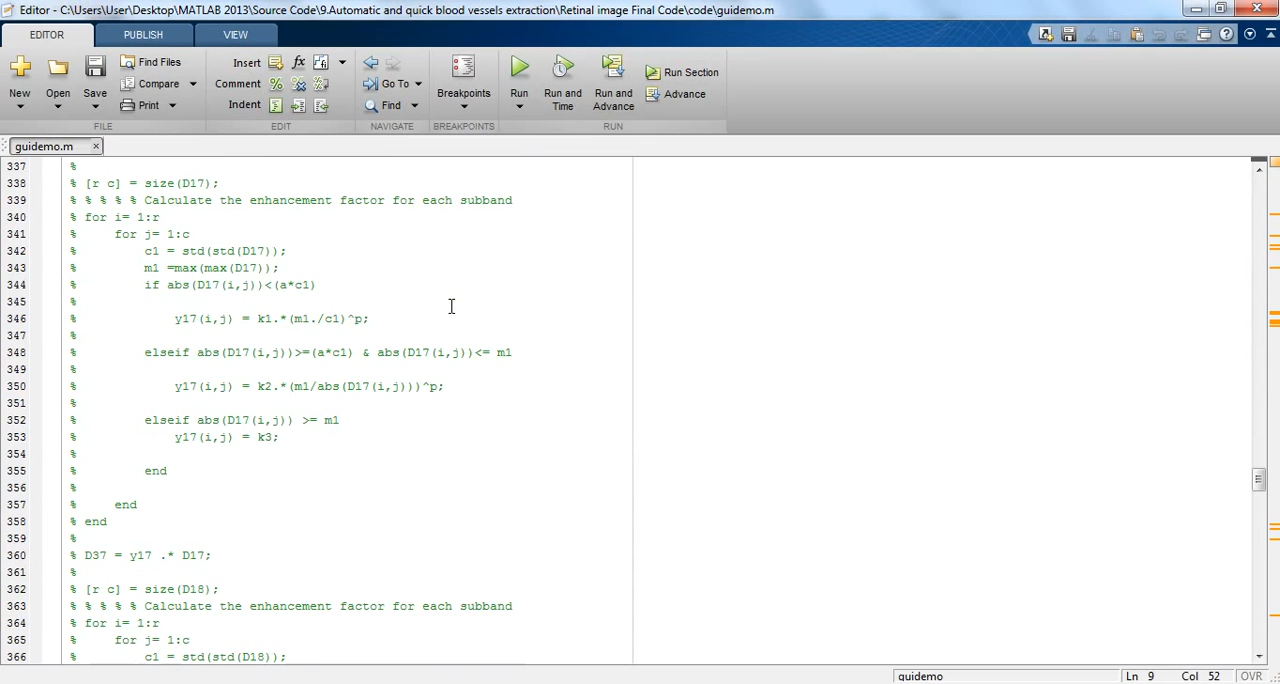 Editor - C:\Users\User\Desktop\MATLAB 2013\Source Code\9.Automatic and quick blood vessels extraction\Retinal image Final Code\code\guidemo.m
EDITOR PUBLISH VIEW
New Open Save Find Files Compare Print
Insert fx
Comment
Indent
Go To Find
Breakpoints
Run Run and Time Run and Advance Run Section Advance
FILE EDIT NAVIGATE BREAKPOINTS RUN
guidemo.m ×
337 %
338 % [r c] = size(D17);
339 % % % % % Calculate the enhancement factor for each subband
340 % for i= 1:r
341 %     for j= 1:c
342 %         c1 = std(std(D17));
343 %         m1 =max(max(D17));
344 %         if abs(D17(i,j))<(a*c1)
345 %
346 %             y17(i,j) = k1.*(m1./c1)^p;
347 %
348 %         elseif abs(D17(i,j))>=(a*c1) & abs(D17(i,j))<= m1
349 %
350 %             y17(i,j) = k2.*(m1/abs(D17(i,j)))^p;
351 %
352 %         elseif abs(D17(i,j)) >= m1
353 %             y17(i,j) = k3;
354 %
355 %         end
356 %
357 %     end
358 % end
359 %
360 % D37 = y17 .* D17;
361 %
362 % [r c] = size(D18);
363 % % % % % Calculate the enhancement factor for each subband
364 % for i= 1:r
365 %     for j= 1:c
366 %         c1 = std(std(D18));
guidemo Ln 9 Col 52 OVR